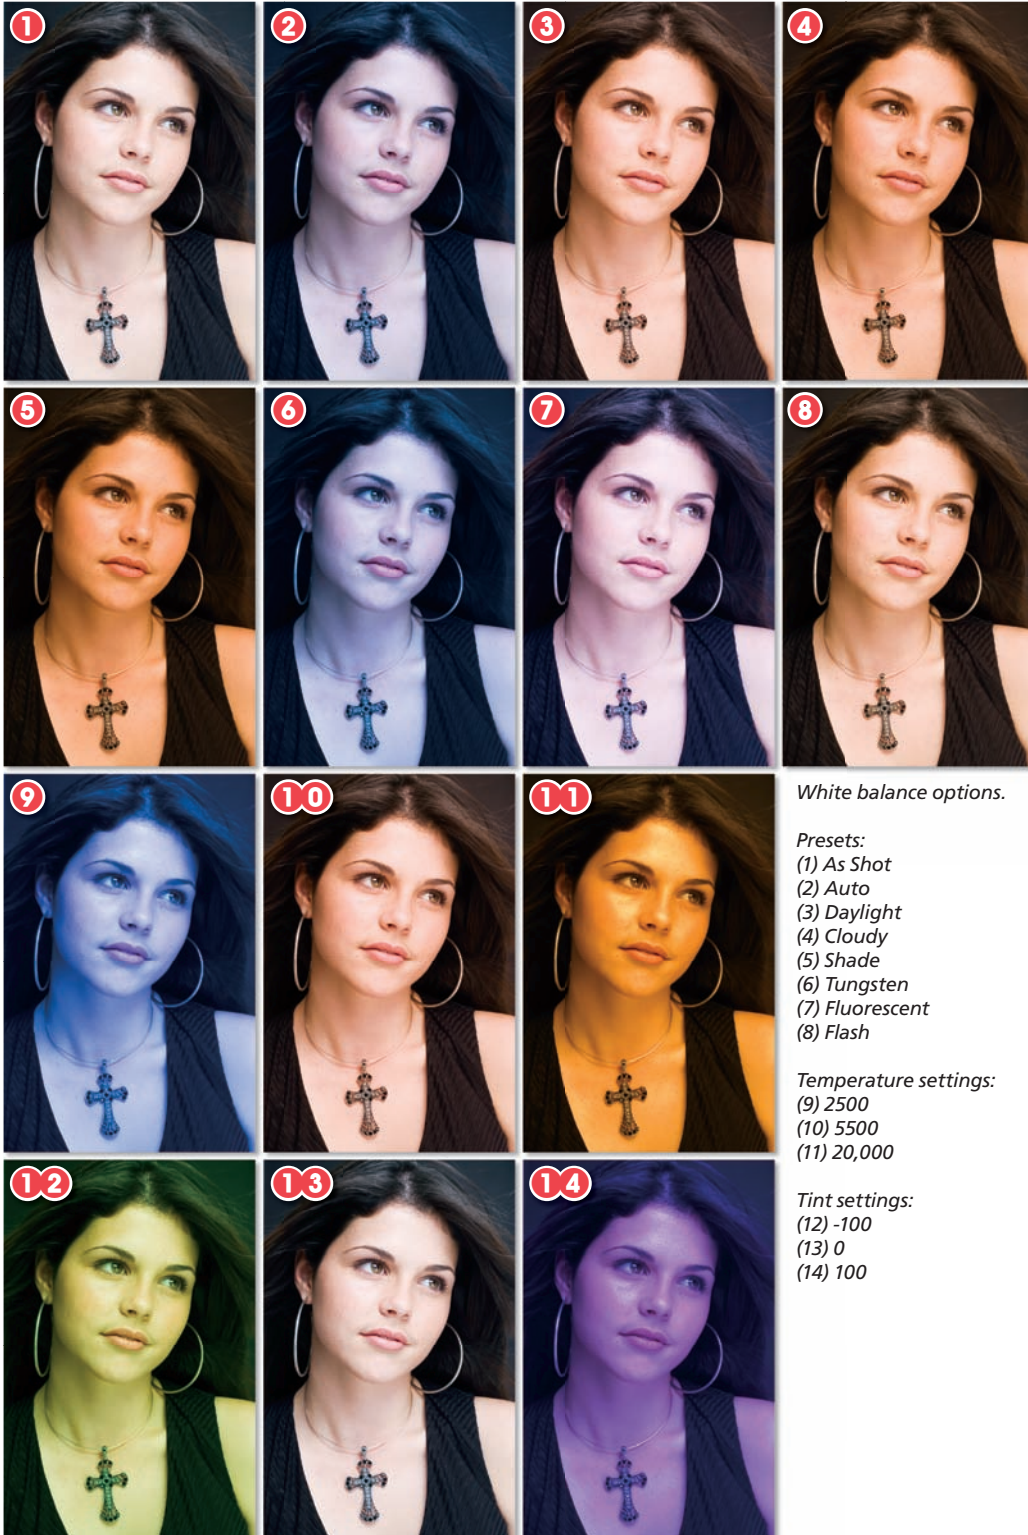 1
2
3
4
5
6
7
8
9
10
11
12
13
14
White balance options.
Presets:
(1) As Shot
(2) Auto
(3) Daylight
(4) Cloudy
(5) Shade
(6) Tungsten
(7) Fluorescent
(8) Flash
Temperature settings:
(9) 2500
(10) 5500
(11) 20,000
Tint settings:
(12) -100
(13) 0
(14) 100